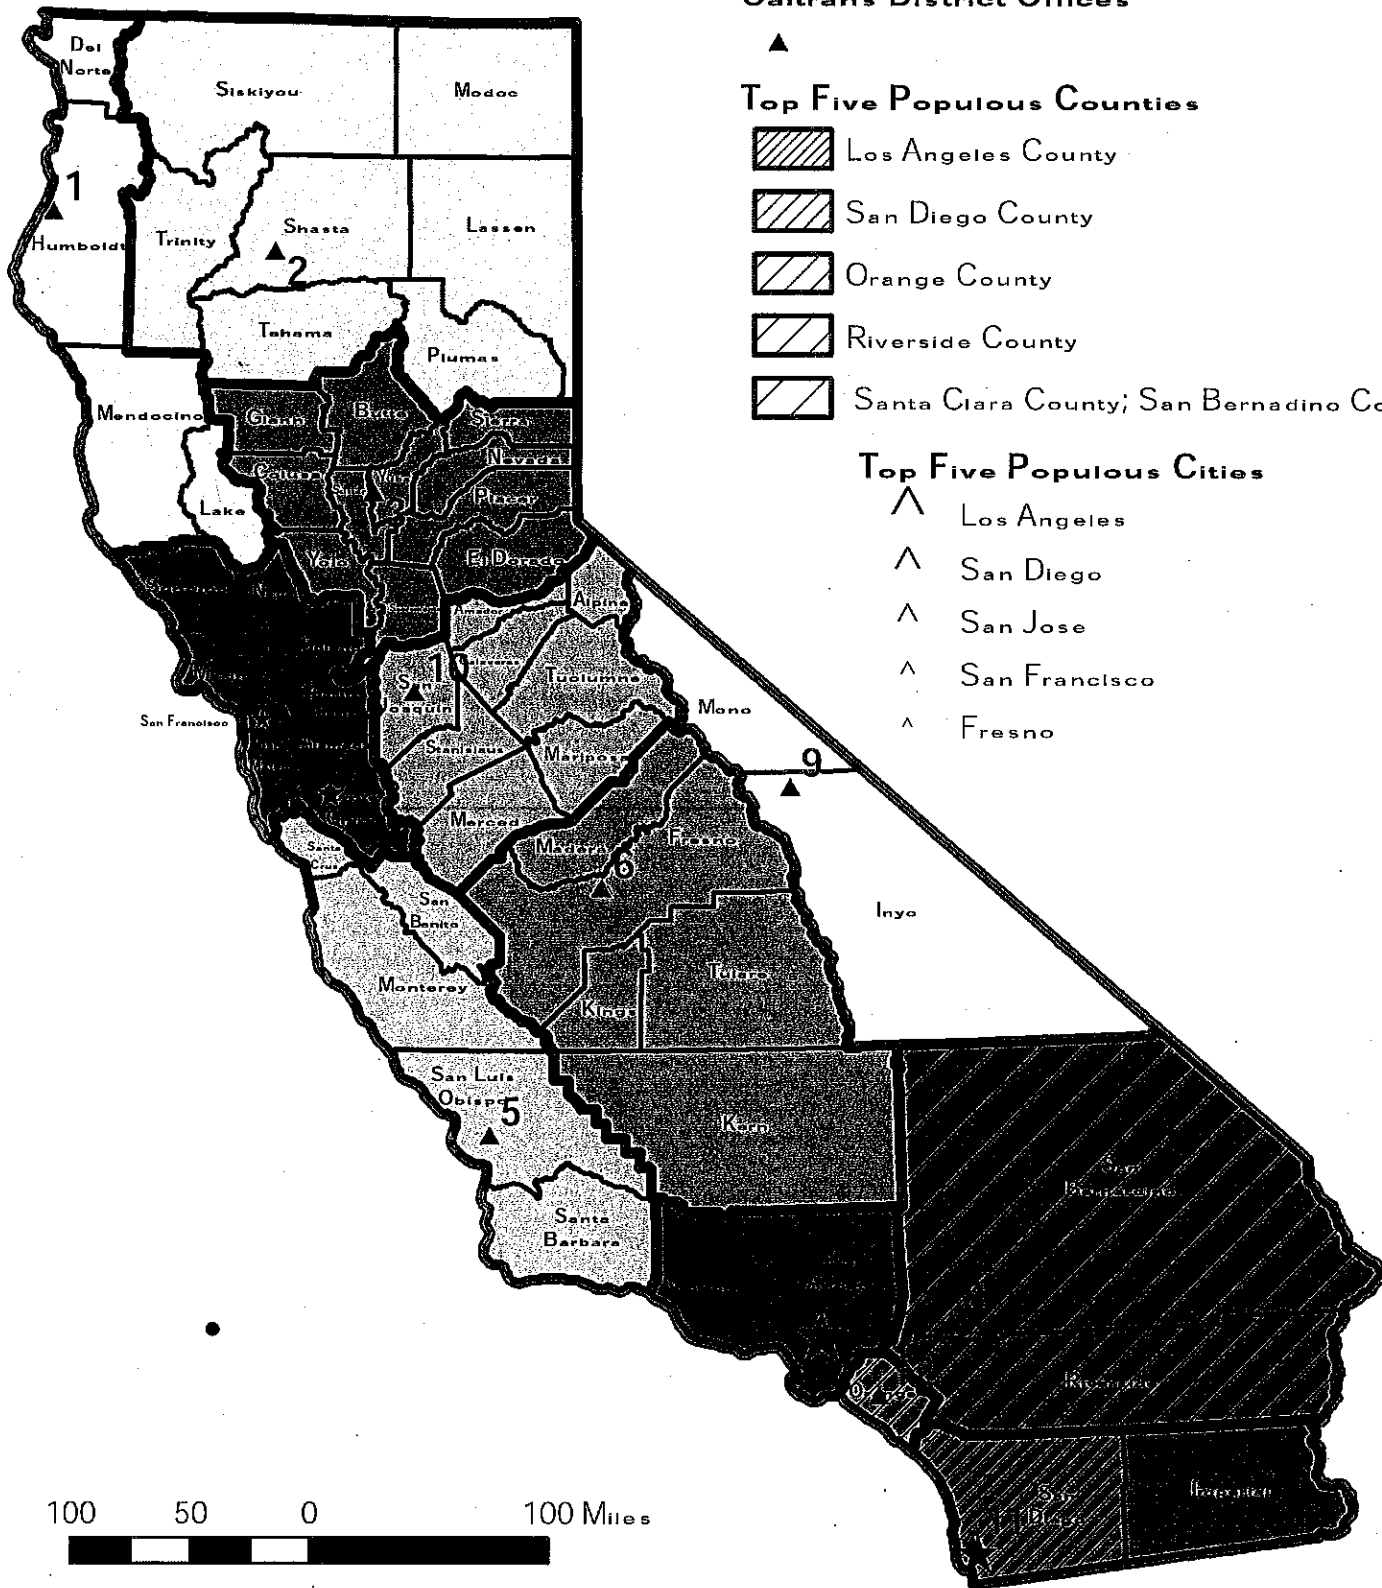 Caltrans District Offices
Top Five Populous Counties
Los Angeles County
San Diego County
Orange County
Riverside County
Santa Clara County; San Bernadino Co
Top Five Populous Cities
Los Angeles
San Diego
San Jose
San Francisco
Fresno
Del
Norte
Siskiyou
Modoc
1
Humboldt
Trinity
Shasta
2
Lassen
Tehama
Plumas
Mendocino
Lake
Glenn
Butte
Sierra
Colusa
Nevada
Placer
3
Yolo
El Dorado
Alpine
Amador
10
San
Joaquin
Tuolumne
Mono
San Francisco
Stanislaus
Mariposa
9
Merced
Madera
Fresno
6
Santa
Cruz
San
Benito
Inyo
Monterey
Kings
Tulare
San Luis
Obispo
5
Kern
San
Bernardino
Santa
Barbara
Riverside
Orange
San
Diego
Imperial
100 50 0 100 Miles